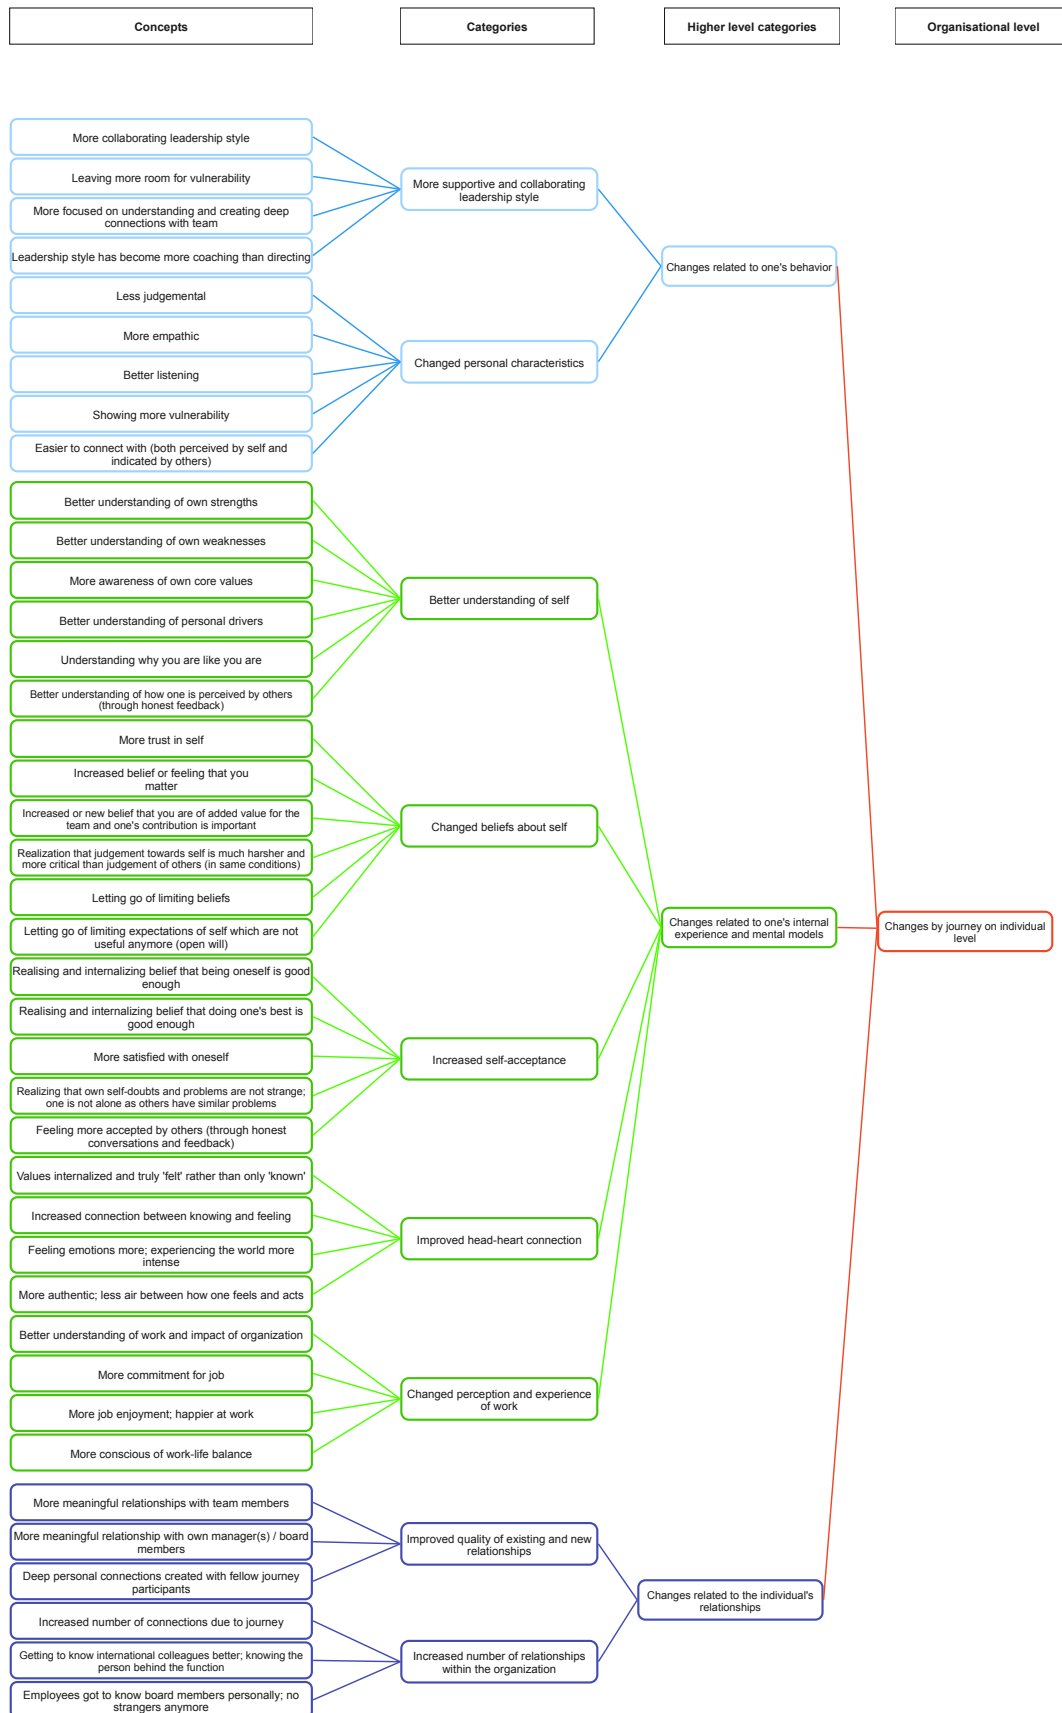 Concepts
Categories
Higher level categories
Organisational level
More collaborating leadership style
Leaving more room for vulnerability
More focused on understanding and creating deep
connections with team
Leadership style has become more coaching than directing
More supportive and collaborating
leadership style
Less judgemental
More empathic
Better listening
Showing more vulnerability
Easier to connect with (both perceived by self and
indicated by others)
Changed personal characteristics
Changes related to one's behavior
Better understanding of own strengths
Better understanding of own weaknesses
More awareness of own core values
Better understanding of personal drivers
Understanding why you are like you are
Better understanding of how one is perceived by others
(through honest feedback)
Better understanding of self
More trust in self
Increased belief or feeling that you
matter
Increased or new belief that you are of added value for the
team and one's contribution is important
Realization that judgement towards self is much harsher and
more critical than judgement of others (in same conditions)
Letting go of limiting beliefs
Letting go of limiting expectations of self which are not
useful anymore (open will)
Changed beliefs about self
Realising and internalizing belief that being oneself is good
enough
Realising and internalizing belief that doing one's best is
good enough
More satisfied with oneself
Realizing that own self-doubts and problems are not strange;
one is not alone as others have similar problems
Feeling more accepted by others (through honest
conversations and feedback)
Increased self-acceptance
Values internalized and truly 'felt' rather than only 'known'
Increased connection between knowing and feeling
Feeling emotions more; experiencing the world more
intense
More authentic; less air between how one feels and acts
Improved head-heart connection
Better understanding of work and impact of organization
More commitment for job
More job enjoyment; happier at work
More conscious of work-life balance
Changed perception and experience
of work
Changes related to one's internal
experience and mental models
Changes by journey on individual
level
More meaningful relationships with team members
More meaningful relationship with own manager(s) / board
members
Deep personal connections created with fellow journey
participants
Improved quality of existing and new
relationships
Increased number of connections due to journey
Getting to know international colleagues better; knowing the
person behind the function
Employees got to know board members personally; no
strangers anymore
Increased number of relationships
within the organization
Changes related to the individual's
relationships